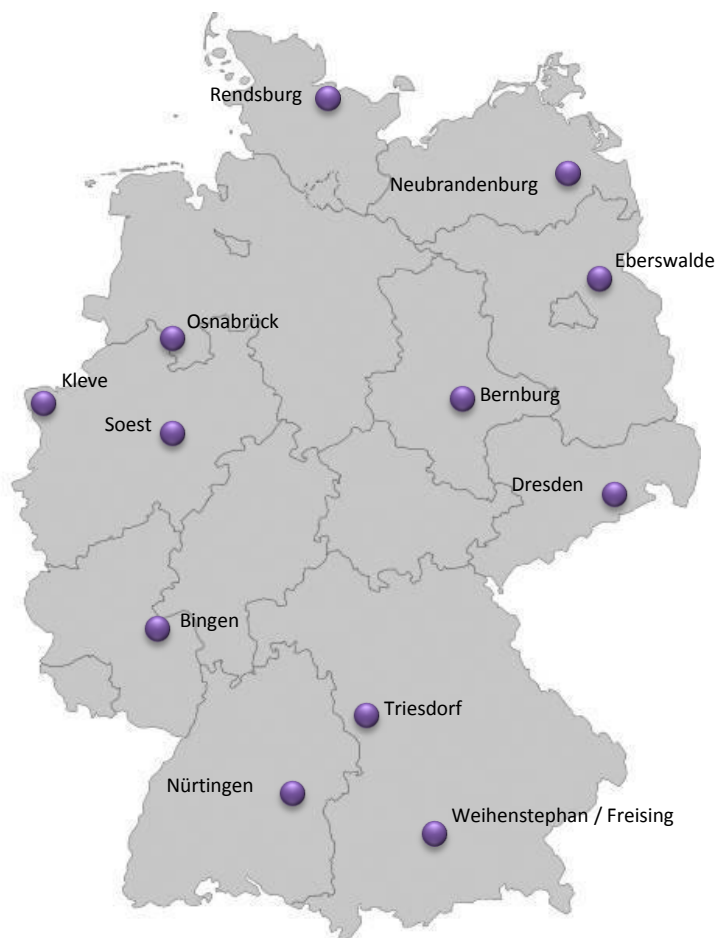 Rendsburg
Neubrandenburg
Eberswalde
Osnabrück
Kleve
Bernburg
Soest
Dresden
Bingen
Triesdorf
Nürtingen
Weihenstephan / Freising